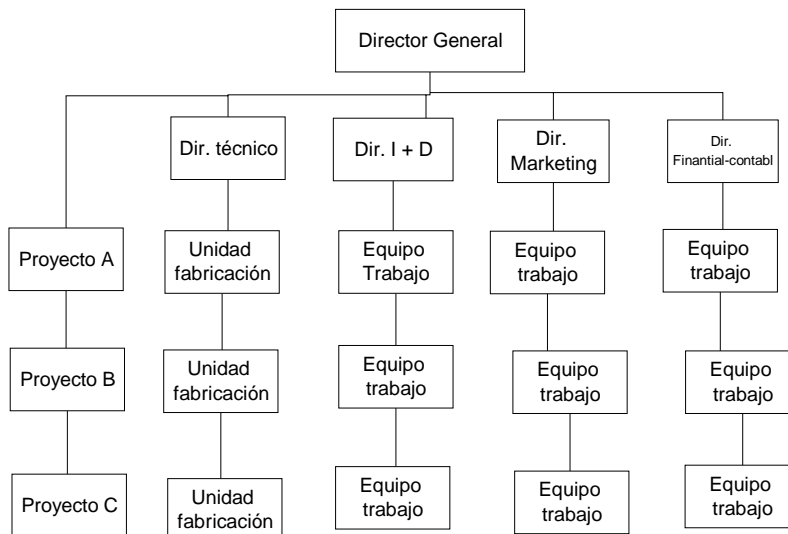 Director General
Dir. técnico
Dir. I + D
Dir.
Marketing
Dir.
Finantial-contabl
Proyecto A
Unidad
fabricación
Equipo
Trabajo
Equipo
trabajo
Equipo
trabajo
Proyecto B
Unidad
fabricación
Equipo
trabajo
Equipo
trabajo
Equipo
trabajo
Proyecto C
Unidad
fabricación
Equipo
trabajo
Equipo
trabajo
Equipo
trabajo